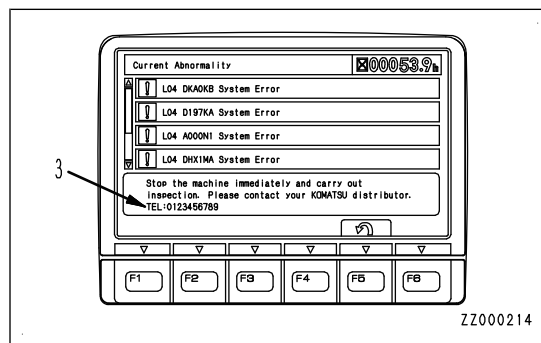 Current Abnormality
00053.9h
L04 DKA0KB System Error
L04 D197KA System Error
L04 A000N1 System Error
L04 DHX1MA System Error
3
Stop the machine immediately and carry out
inspection. Please contact your KOMATSU distributor.
TEL:0123456789
F1 F2 F3 F4 F5 F6
ZZ000214